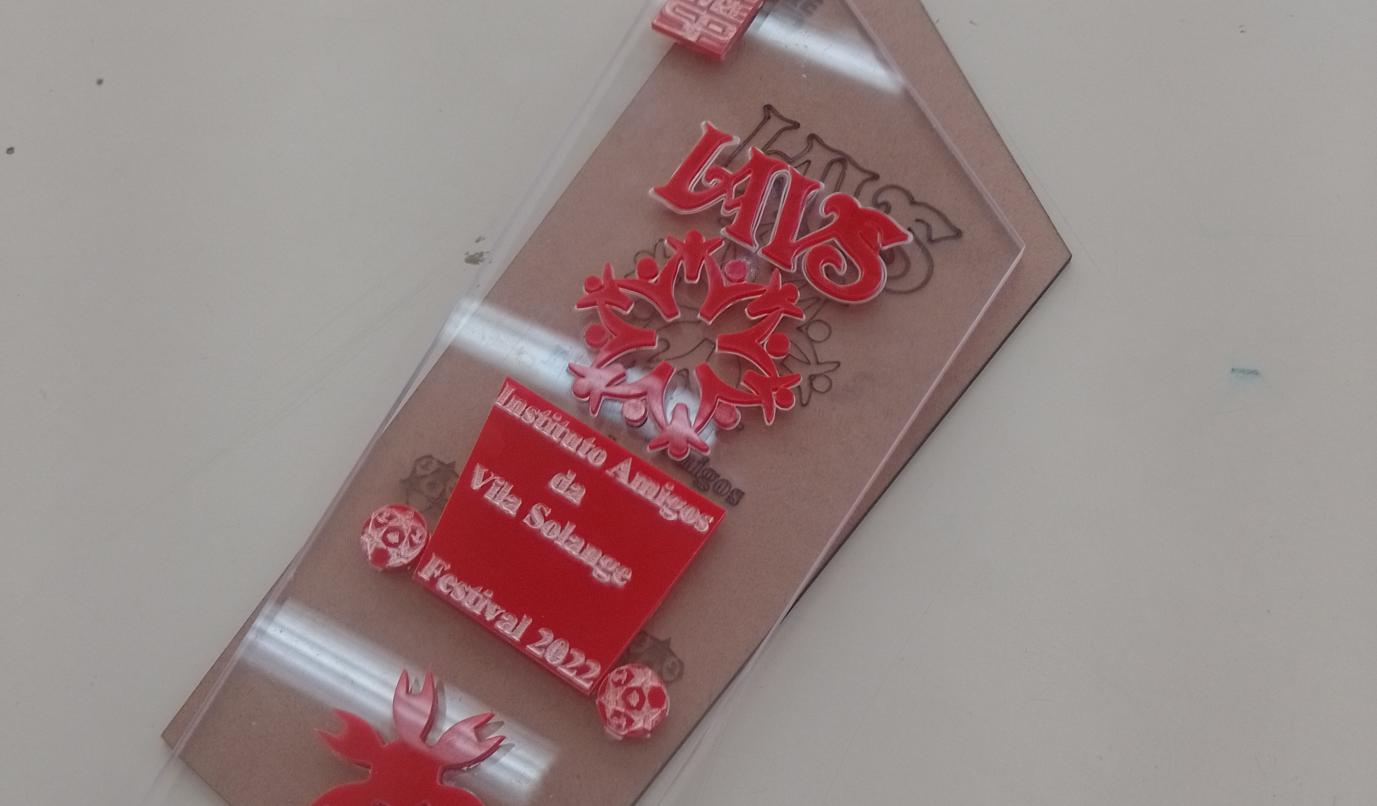 LAVS
Instituto Amigos
da
Vila Solange
Festival 2022